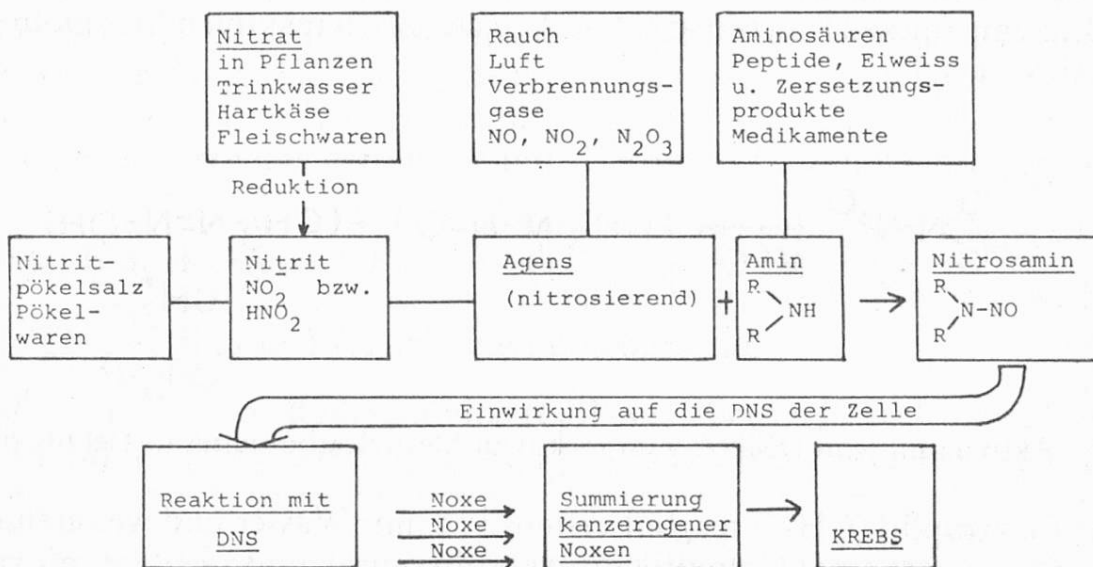 Nitrat
in Pflanzen
Trinkwasser
Hartkäse
Fleischwaren
Rauch
Luft
Verbrennungs-
gase
NO, NO₂, N₂O₃
Aminosäuren
Peptide, Eiweiss
u. Zersetzungs-
produkte
Medikamente
Reduktion
Nitrit-
pökelsalz
Pökel-
waren
Nitrit
NO₂⁻ bzw.
HNO₂
Agens
(nitrosierend)
+
Amin
R
NH
R
Nitrosamin
R
N-NO
R
Einwirkung auf die DNS der Zelle
Reaktion mit
DNS
Noxe
Noxe
Noxe
Summierung
kanzerogener
Noxen
KREBS